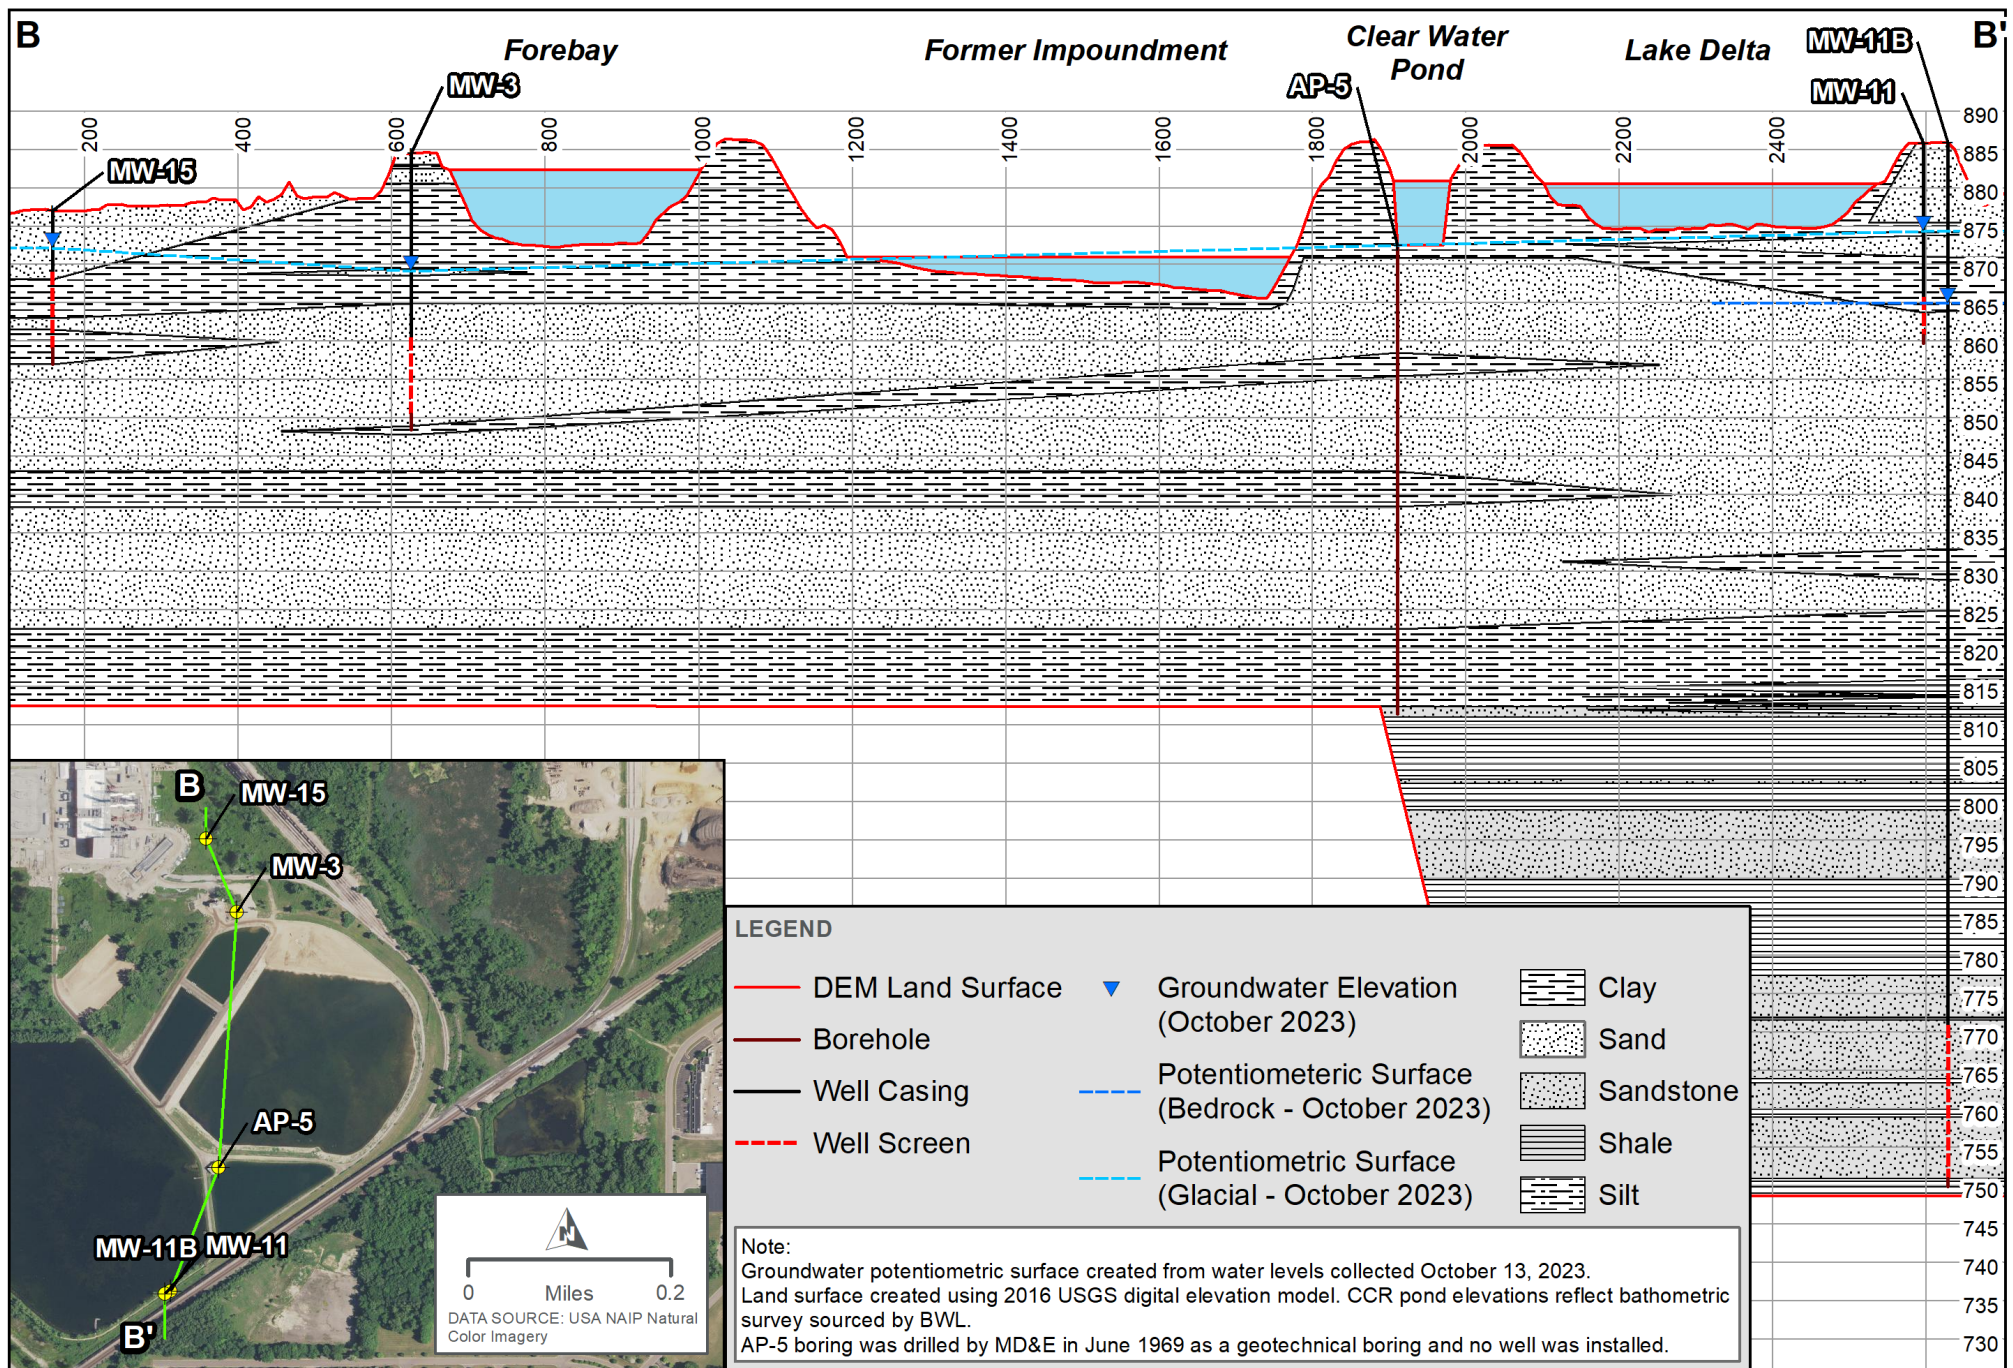 B
B'
Forebay
Former Impoundment
Clear Water
Pond
Lake Delta
MW-11B
MW-11
AP-5
MW-3
MW-15
200
400
600
800
1000
1200
1400
1600
1800
2000
2200
2400
890
885
880
875
870
865
860
855
850
845
840
835
830
825
820
815
810
805
800
795
790
785
780
775
770
765
760
755
750
745
740
735
730
B
MW-15
MW-3
AP-5
MW-11B
MW-11
B'
N
0
Miles
0.2
DATA SOURCE: USA NAIP Natural
Color Imagery
LEGEND
DEM Land Surface
Borehole
Well Casing
Well Screen
Groundwater Elevation
(October 2023)
Potentiometeric Surface
(Bedrock - October 2023)
Potentiometric Surface
(Glacial - October 2023)
Clay
Sand
Sandstone
Shale
Silt
Note:
Groundwater potentiometric surface created from water levels collected October 13, 2023.
Land surface created using 2016 USGS digital elevation model. CCR pond elevations reflect bathometric
survey sourced by BWL.
AP-5 boring was drilled by MD&E in June 1969 as a geotechnical boring and no well was installed.